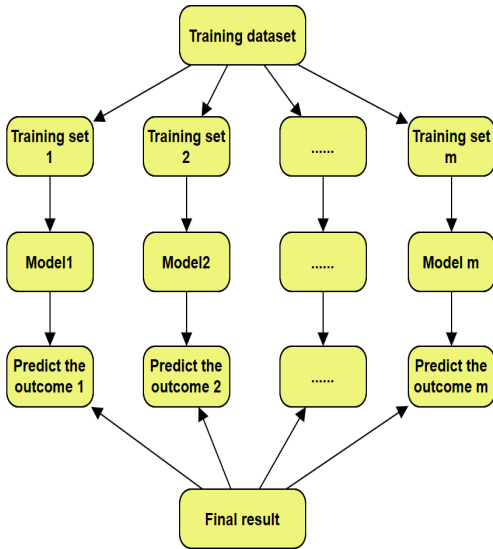 Training dataset
Training set
1
Training set
2
......
Training set
m
Model1
Model2
......
Model m
Predict the
outcome 1
Predict the
outcome 2
......
Predict the
outcome m
Final result